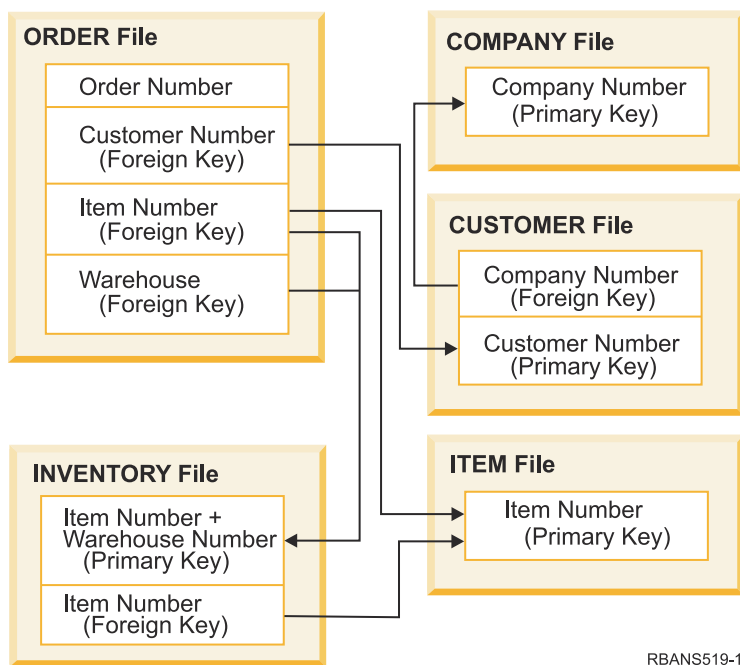 ORDER File
Order Number
Customer Number
(Foreign Key)
Item Number
(Foreign Key)
Warehouse
(Foreign Key)
COMPANY File
Company Number
(Primary Key)
CUSTOMER File
Company Number
(Foreign Key)
Customer Number
(Primary Key)
INVENTORY File
Item Number +
Warehouse Number
(Primary Key)
Item Number
(Foreign Key)
ITEM File
Item Number
(Primary Key)
RBANS519-1